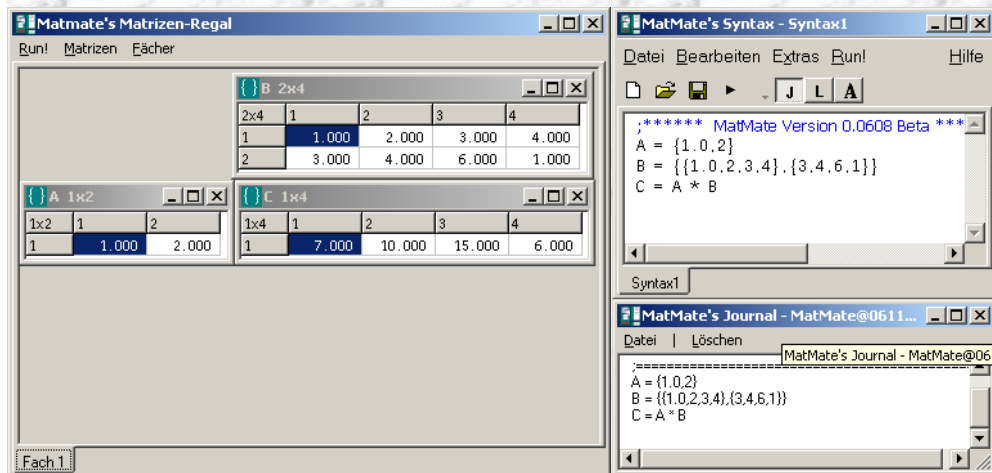 Matmate's Matrizen-Regal
Run! Matrizen Fächer
B 2x4
2x4 1 2 3 4
1 1.000 2.000 3.000 4.000
2 3.000 4.000 6.000 1.000
A 1x2
1x2 1 2
1 1.000 2.000
C 1x4
1x4 1 2 3 4
1 7.000 10.000 15.000 6.000
Fach 1
MatMate's Syntax - Syntax1
Datei Bearbeiten Extras Run! Hilfe
J L A
;****** MatMate Version 0.0608 Beta ***
A = {1.0,2}
B = {{1.0,2,3,4},{3,4,6,1}}
C = A * B
Syntax1
MatMate's Journal - MatMate@0611...
Datei | Löschen
MatMate's Journal - MatMate@06
;==================================
A = {1.0,2}
B = {{1.0,2,3,4},{3,4,6,1}}
C = A * B